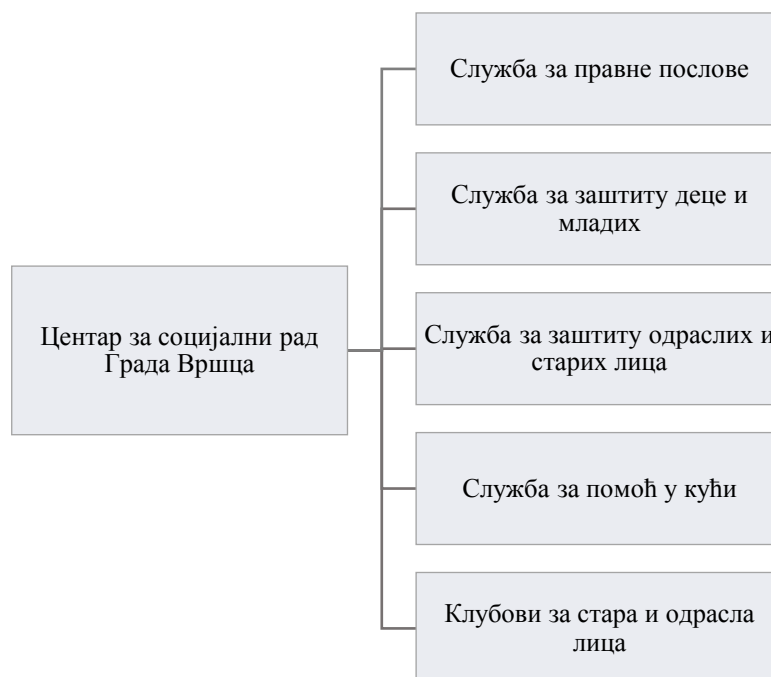 Служба за правне послове
Служба за заштиту деце и
младих
Центар за социјални рад
Града Вршца
Служба за заштиту одраслих и
старих лица
Служба за помоћ у кући
Клубови за стара и одрасла
лица